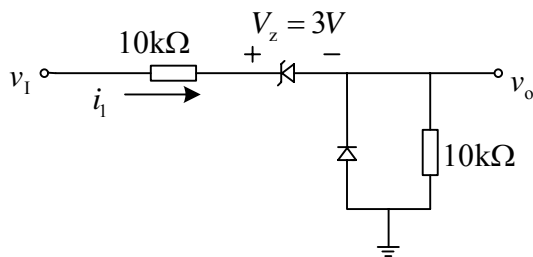 V_z = 3V
10kΩ + −
v_I i_1 v_o
10kΩ